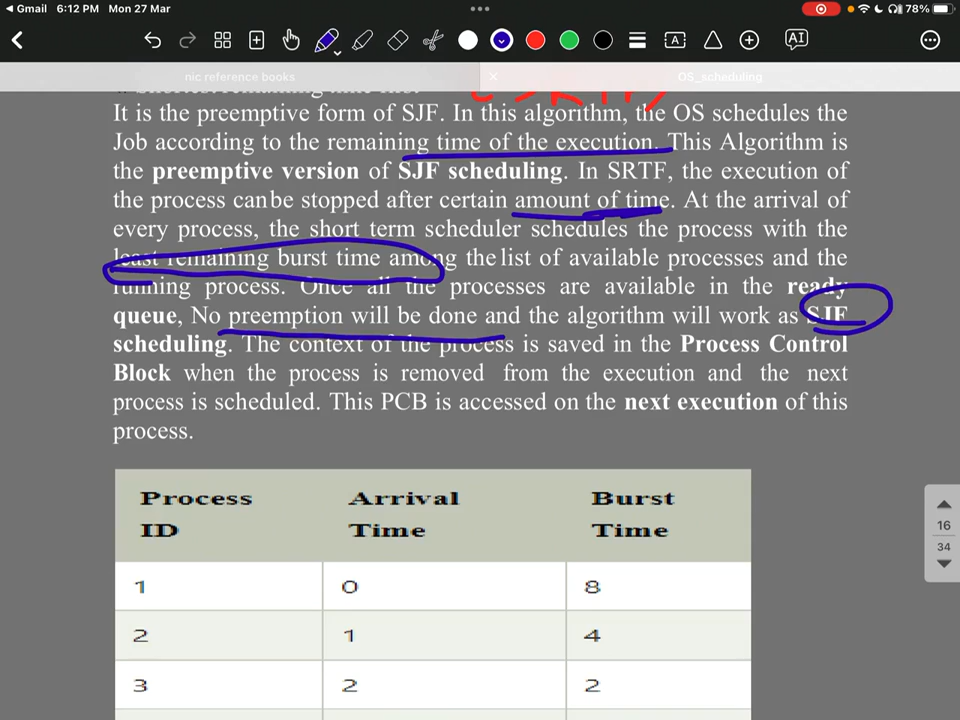 Gmail 6:12 PM Mon 27 Mar 78%
AI
nic reference books OS_scheduling
It is the preemptive form of SJF. In this algorithm, the OS schedules the
Job according to the remaining time of the execution. This Algorithm is
the preemptive version of SJF scheduling. In SRTF, the execution of
the process can be stopped after certain amount of time. At the arrival of
every process, the short term scheduler schedules the process with the
least remaining burst time among the list of available processes and the
running process. Once all the processes are available in the ready
queue, No preemption will be done and the algorithm will work as SJF
scheduling. The context of the process is saved in the Process Control
Block when the process is removed from the execution and the next
process is scheduled. This PCB is accessed on the next execution of this
process.
Process ID Arrival Time Burst Time
1 0 8
2 1 4
3 2 2
16
34